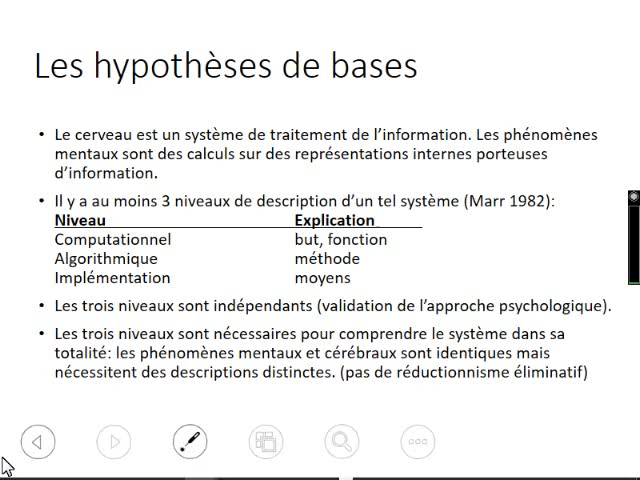 Les hypothèses de bases
• Le cerveau est un système de traitement de l’information. Les phénomènes
mentaux sont des calculs sur des représentations internes porteuses
d’information.
• Il y a au moins 3 niveaux de description d’un tel système (Marr 1982):
Niveau Explication
Computationnel but, fonction
Algorithmique méthode
Implémentation moyens
• Les trois niveaux sont indépendants (validation de l’approche psychologique).
• Les trois niveaux sont nécessaires pour comprendre le système dans sa
totalité: les phénomènes mentaux et cérébraux sont identiques mais
nécessitent des descriptions distinctes. (pas de réductionnisme éliminatif)